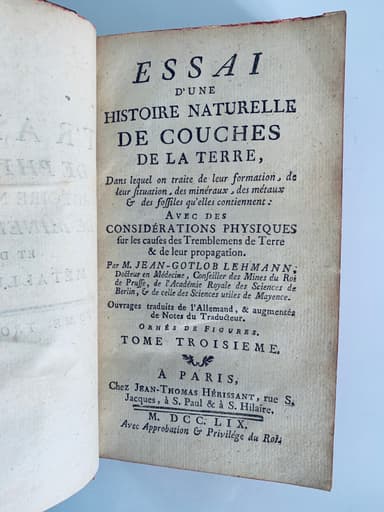 ESSAI
D'UNE
HISTOIRE NATURELLE
DE COUCHES
DE LA TERRE,
Dans lequel on traite de leur formation, de
leur situation, des minéraux, des métaux
& des fossiles qu'elles contiennent:
AVEC DES
CONSIDÉRATIONS PHYSIQUES
sur les causes des Tremblemens de Terre
& de leur propagation.
Par M. JEAN-GOTLOB LEHMANN,
Docteur en Médecine, Conseiller des Mines du Roi
de Prusse, de l'Académie Royale des Sciences de
Berlin, & de celle des Sciences utiles de Mayence.
Ouvrages traduits de l'Allemand, & augmentés
de Notes du Traducteur.
ORNÉS DE FIGURES.
TOME TROISIEME.
A PARIS,
Chez JEAN-THOMAS HÉRISSANT, rue S.
Jacques, à S. Paul & à S. Hilaire.
M. DCC. LIX.
Avec Approbation & Privilége du Roi.